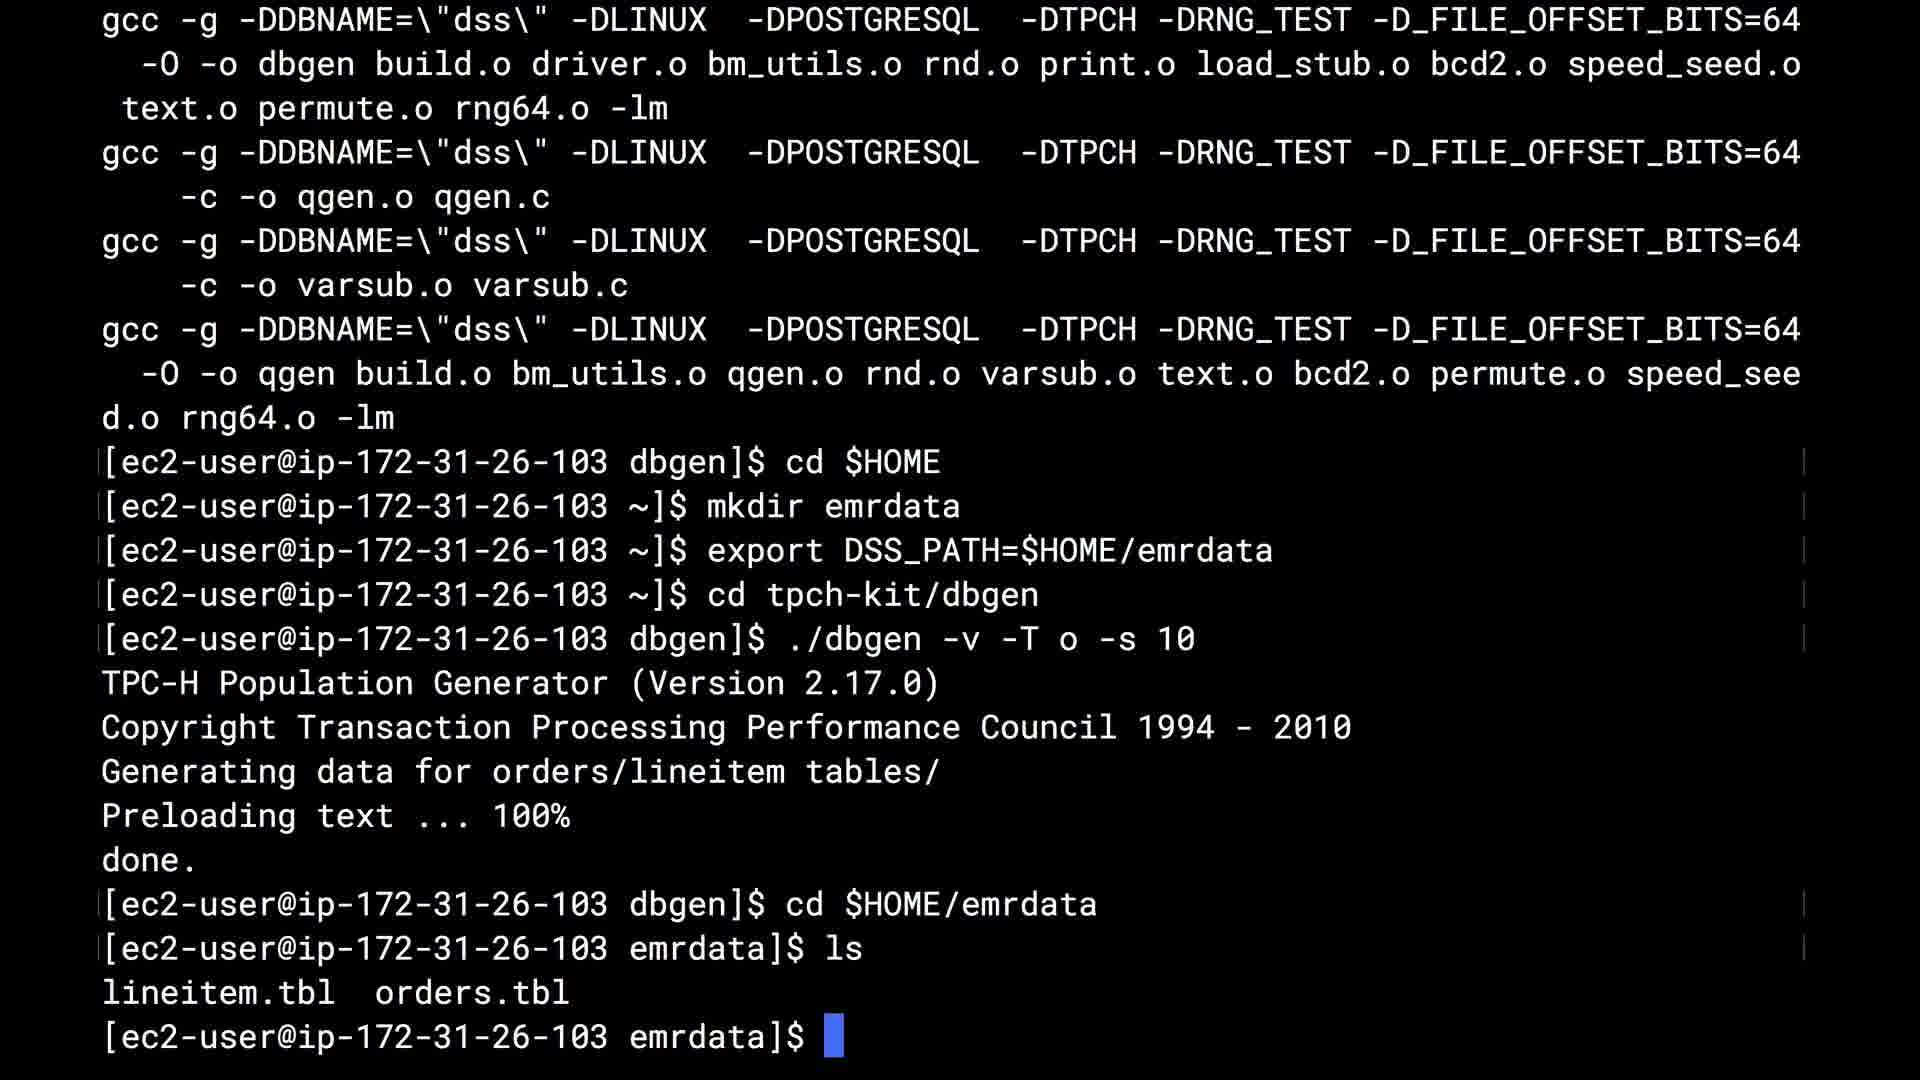 gcc -g -DDBNAME=\"dss\" -DLINUX  -DPOSTGRESQL  -DTPCH -DRNG_TEST -D_FILE_OFFSET_BITS=64
  -O -o dbgen build.o driver.o bm_utils.o rnd.o print.o load_stub.o bcd2.o speed_seed.o
 text.o permute.o rng64.o -lm
gcc -g -DDBNAME=\"dss\" -DLINUX  -DPOSTGRESQL  -DTPCH -DRNG_TEST -D_FILE_OFFSET_BITS=64
    -c -o qgen.o qgen.c
gcc -g -DDBNAME=\"dss\" -DLINUX  -DPOSTGRESQL  -DTPCH -DRNG_TEST -D_FILE_OFFSET_BITS=64
    -c -o varsub.o varsub.c
gcc -g -DDBNAME=\"dss\" -DLINUX  -DPOSTGRESQL  -DTPCH -DRNG_TEST -D_FILE_OFFSET_BITS=64
  -O -o qgen build.o bm_utils.o qgen.o rnd.o varsub.o text.o bcd2.o permute.o speed_see
d.o rng64.o -lm
[ec2-user@ip-172-31-26-103 dbgen]$ cd $HOME
[ec2-user@ip-172-31-26-103 ~]$ mkdir emrdata
[ec2-user@ip-172-31-26-103 ~]$ export DSS_PATH=$HOME/emrdata
[ec2-user@ip-172-31-26-103 ~]$ cd tpch-kit/dbgen
[ec2-user@ip-172-31-26-103 dbgen]$ ./dbgen -v -T o -s 10
TPC-H Population Generator (Version 2.17.0)
Copyright Transaction Processing Performance Council 1994 - 2010
Generating data for orders/lineitem tables/
Preloading text ... 100%
done.
[ec2-user@ip-172-31-26-103 dbgen]$ cd $HOME/emrdata
[ec2-user@ip-172-31-26-103 emrdata]$ ls
lineitem.tbl  orders.tbl
[ec2-user@ip-172-31-26-103 emrdata]$